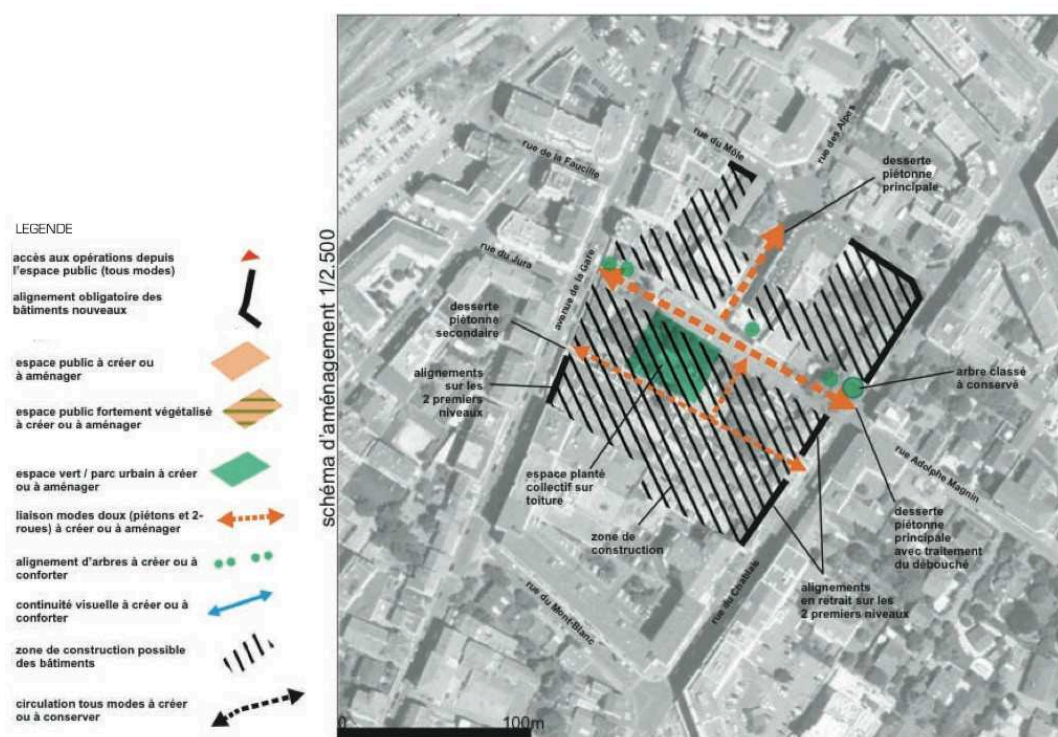 LEGENDE
accès aux opérations depuis
l'espace public (tous modes)
alignement obligatoire des
bâtiments nouveaux
espace public à créer ou
à aménager
espace public fortement végétalisé
à créer ou à aménager
espace vert / parc urbain à créer
ou à aménager
liaison modes doux (piétons et 2-
roues) à créer ou à aménager
alignement d'arbres à créer ou à
conforter
continuité visuelle à créer ou à
conforter
zone de construction possible
des bâtiments
circulation tous modes à créer
ou à conserver
schéma d'aménagement 1/2.500
rue de la Faucille
rue du Môle
rue des Alpes
desserte
piétonne
principale
rue du Jura
avenue de la Gare
desserte
piétonne
secondaire
alignements
sur les
2 premiers
niveaux
arbre classé
à conservé
rue Adolphe Magnin
espace planté
collectif sur
toiture
zone de
construction
desserte
piétonne
principale
avec traitement
du débouché
rue du Chablais
alignements
en retrait sur les
2 premiers niveaux
rue du Mont-Blanc
0
100m